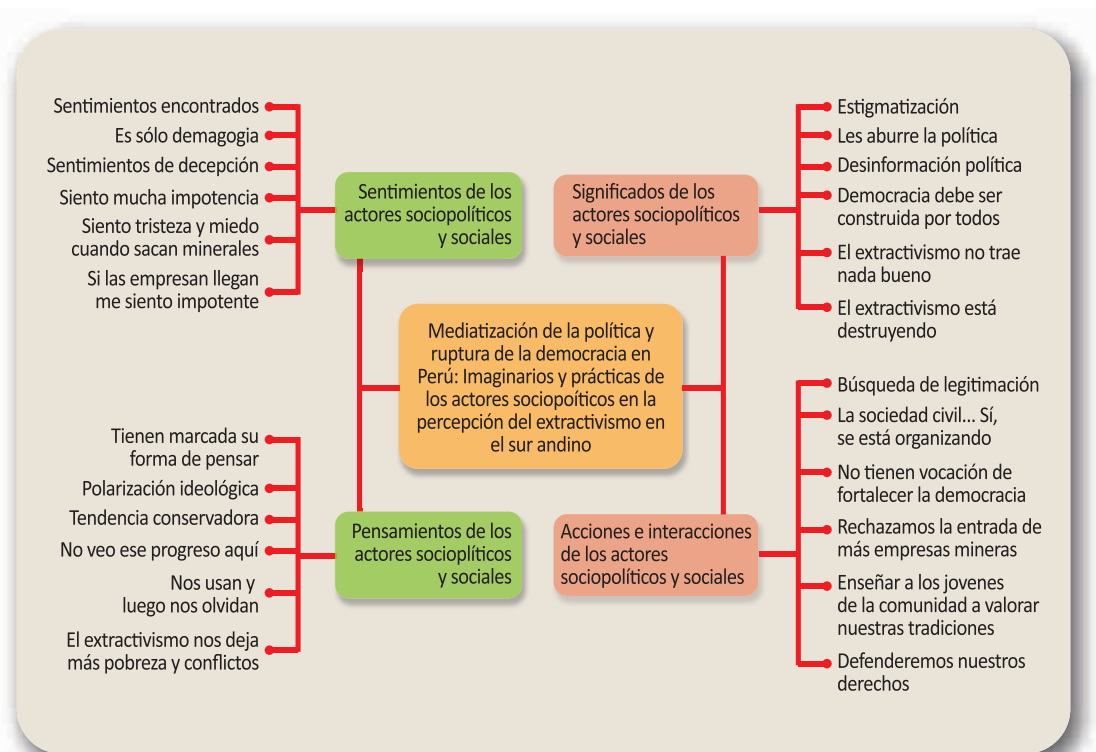 Sentimientos encontrados
Es sólo demagogia
Sentimientos de decepción
Siento mucha impotencia
Siento tristeza y miedo
cuando sacan minerales
Si las empresan llegan
me siento impotente
Sentimientos de los
actores sociopolíticos
y sociales
Significados de los
actores sociopolíticos
y sociales
Estigmatización
Les aburre la política
Desinformación política
Democracia debe ser
construida por todos
El extractivismo no trae
nada bueno
El extractivismo está
destruyendo
Mediatización de la política y
ruptura de la democracia en
Perú: Imaginarios y prácticas de
los actores sociopoíticos en la
percepción del extractivismo en
el sur andino
Tienen marcada su
forma de pensar
Polarización ideológica
Tendencia conservadora
No veo ese progreso aquí
Nos usan y
luego nos olvidan
El extractivismo nos deja
más pobreza y conflictos
Pensamientos de los
actores socioplíticos
y sociales
Acciones e interacciones
de los actores
sociopolíticos y sociales
Búsqueda de legitimación
La sociedad civil... Sí,
se está organizando
No tienen vocación de
fortalecer la democracia
Rechazamos la entrada de
más empresas mineras
Enseñar a los jovenes
de la comunidad a valorar
nuestras tradiciones
Defenderemos nuestros
derechos